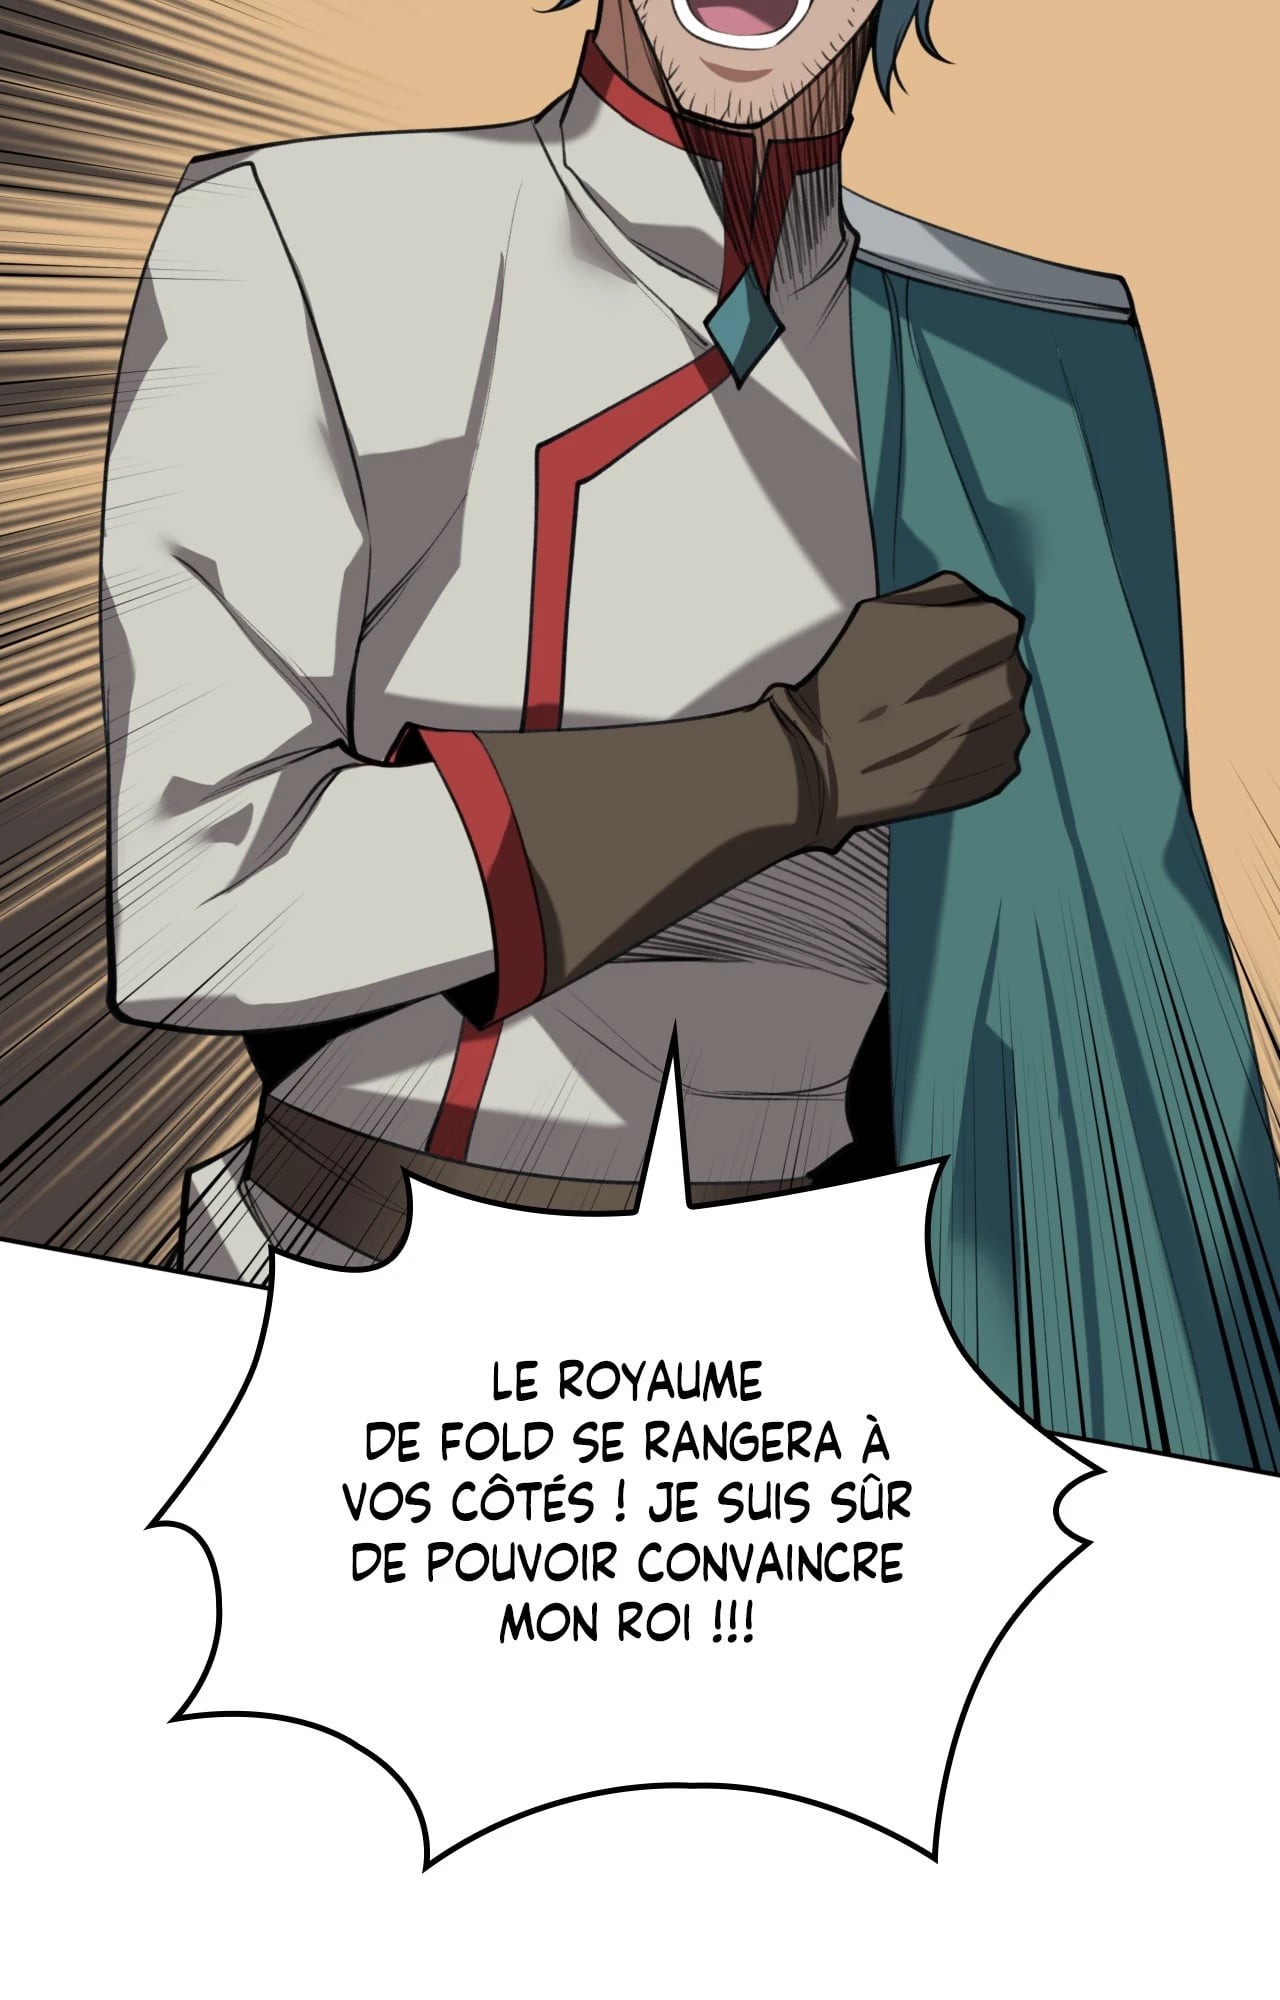 LE ROYAUME
DE FOLD SE RANGERA À
VOS CÔTÉS ! JE SUIS SÛR
DE POUVOIR CONVAINCRE
MON ROI !!!